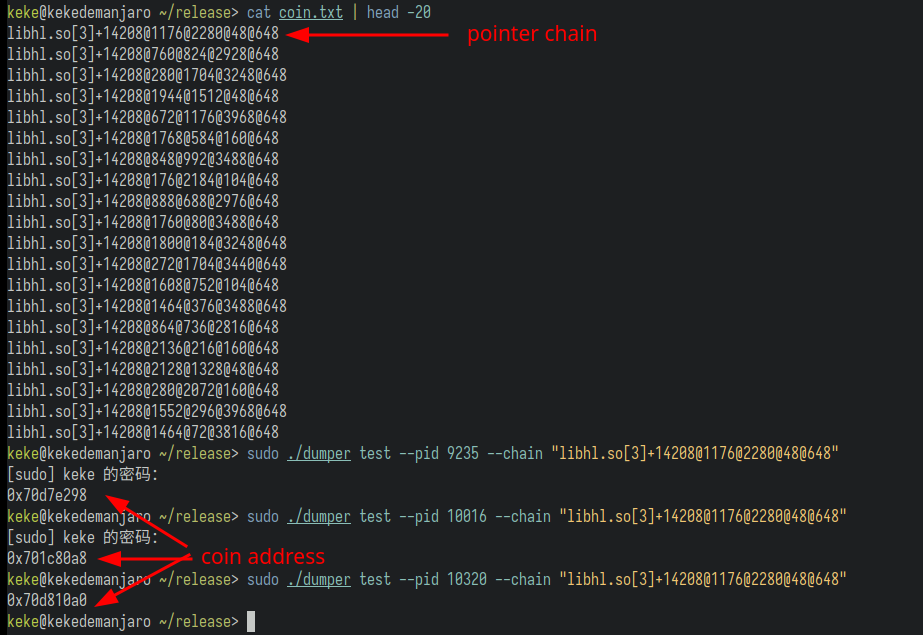 keke@kekedemanjaro ~/release> cat coin.txt | head -20
libhl.so[3]+14208@1176@2280@48@648
pointer chain
libhl.so[3]+14208@760@824@2928@648
libhl.so[3]+14208@280@1704@3248@648
libhl.so[3]+14208@1944@1512@48@648
libhl.so[3]+14208@672@1176@3968@648
libhl.so[3]+14208@1768@584@160@648
libhl.so[3]+14208@848@992@3488@648
libhl.so[3]+14208@176@2184@104@648
libhl.so[3]+14208@888@688@2976@648
libhl.so[3]+14208@1760@80@3488@648
libhl.so[3]+14208@1800@184@3248@648
libhl.so[3]+14208@272@1704@3440@648
libhl.so[3]+14208@1608@752@104@648
libhl.so[3]+14208@1464@376@3488@648
libhl.so[3]+14208@864@736@2816@648
libhl.so[3]+14208@2136@216@160@648
libhl.so[3]+14208@2128@1328@48@648
libhl.so[3]+14208@280@2072@160@648
libhl.so[3]+14208@1552@296@3968@648
libhl.so[3]+14208@1464@72@3816@648
keke@kekedemanjaro ~/release> sudo ./dumper test --pid 9235 --chain "libhl.so[3]+14208@1176@2280@48@648"
[sudo] keke 的密码：
0x70d7e298
keke@kekedemanjaro ~/release> sudo ./dumper test --pid 10016 --chain "libhl.so[3]+14208@1176@2280@48@648"
[sudo] keke 的密码：
0x701c80a8
coin address
keke@kekedemanjaro ~/release> sudo ./dumper test --pid 10320 --chain "libhl.so[3]+14208@1176@2280@48@648"
0x70d810a0
keke@kekedemanjaro ~/release>